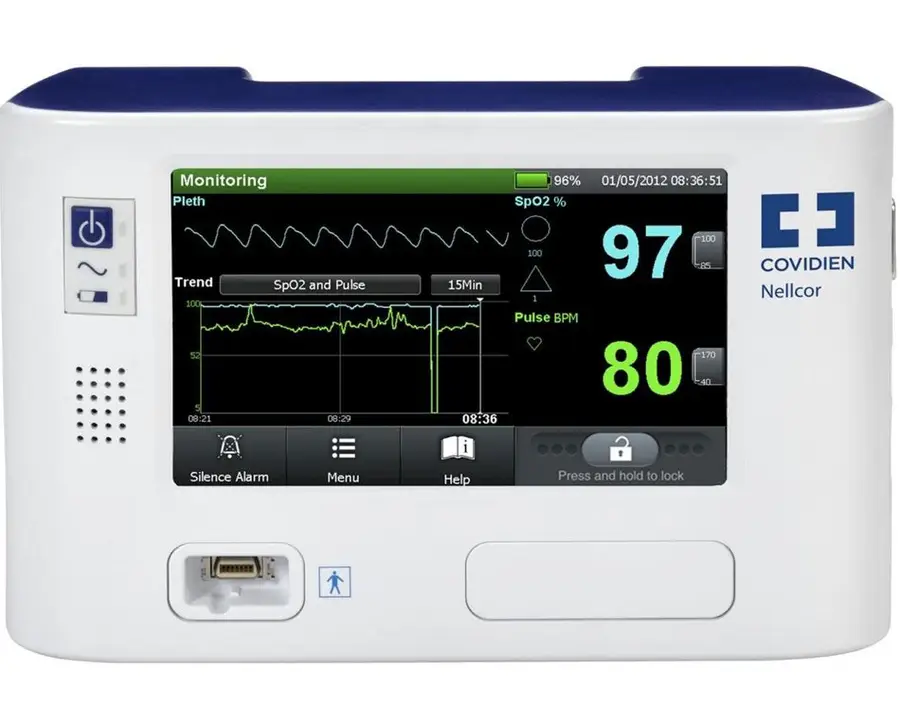 Monitoring
96%
01/05/2012 08:36:51
Pleth
SpO2 %
97
100
85
100
1
Trend
SpO2 and Pulse
15Min
Pulse BPM
80
170
40
100
52
5
08:21
08:29
08:36
Silence Alarm
Menu
Help
Press and hold to lock
COVIDIEN
Nellcor